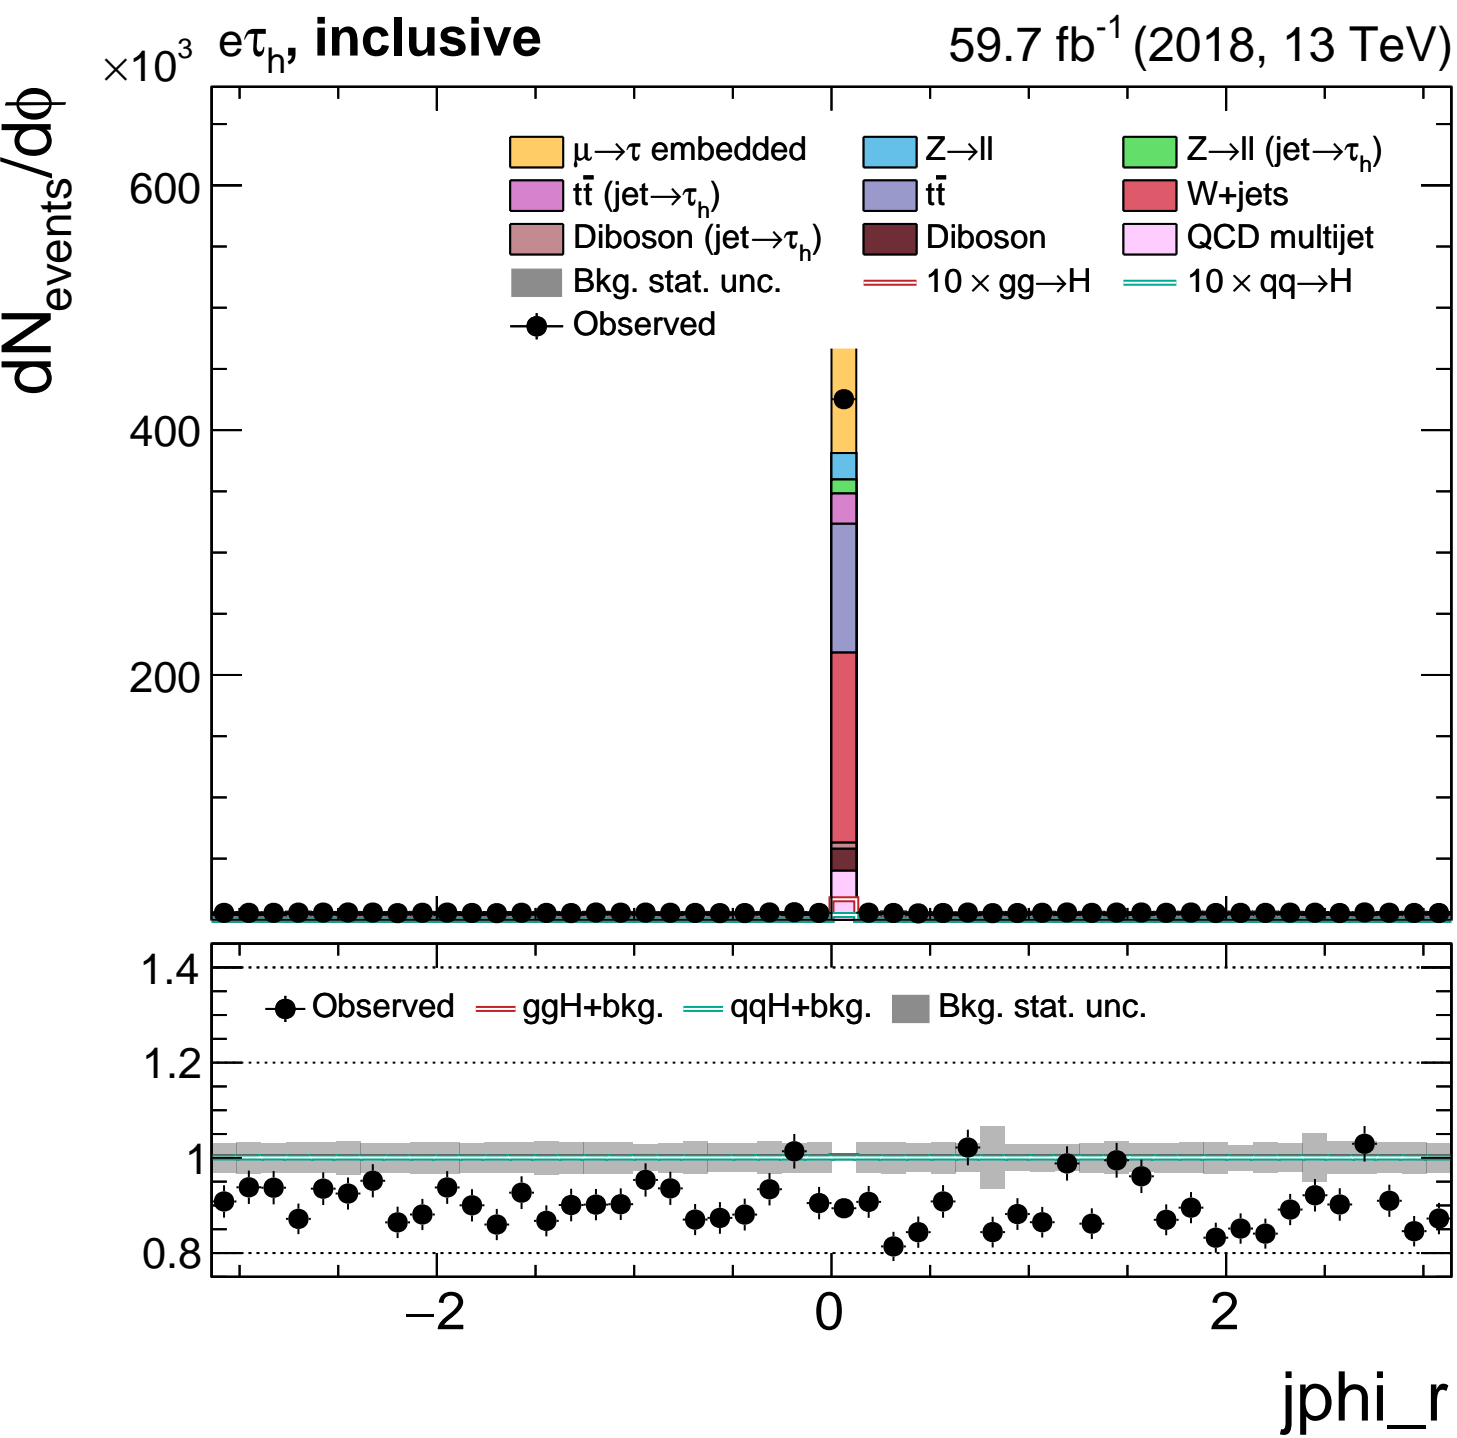 ×10³ eτₕ, inclusive 59.7 fb⁻¹ (2018, 13 TeV)
dN_events/dϕ
μ→τ embedded Z→ll Z→ll (jet→τₕ)
tt̄ (jet→τₕ) tt̄ W+jets
Diboson (jet→τₕ) Diboson QCD multijet
Bkg. stat. unc. 10 × gg→H 10 × qq→H
Observed
600
400
200
1.4
Observed ggH+bkg. qqH+bkg. Bkg. stat. unc.
1.2
1
0.8
−2 0 2
jphi_r